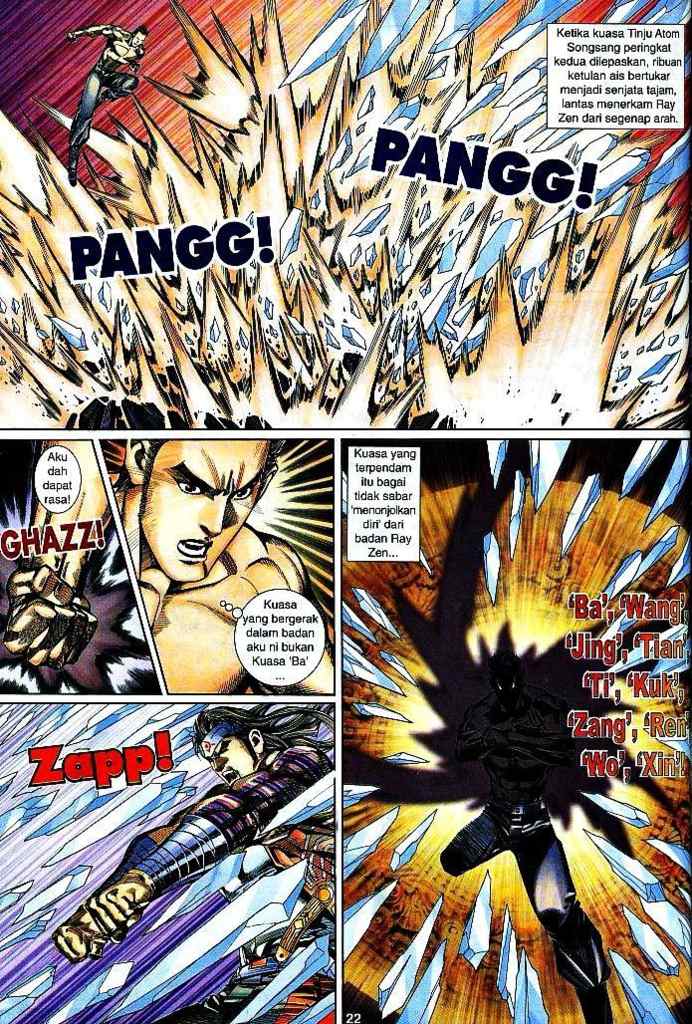 Ketika kuasa Tinju Atom
Songsang peringkat
kedua dilepaskan, ribuan
ketulan ais bertukar
menjadi senjata tajam,
lantas menerkam Ray
Zen dari segenap arah.
PANGG!
PANGG!
Aku
dah
dapat
rasa!
GHAZZ!
Kuasa
yang bergerak
dalam badan
aku ni bukan
Kuasa 'Ba'
...
Kuasa yang
terpendam
itu bagai
tidak sabar
'menonjolkan
diri' dari
badan Ray
Zen...
'Ba', 'Wang'
'Jing', 'Tian'
'Ti', 'Kuk',
'Zang', 'Ren'
'Wo', 'Xin'!
Zapp!
22